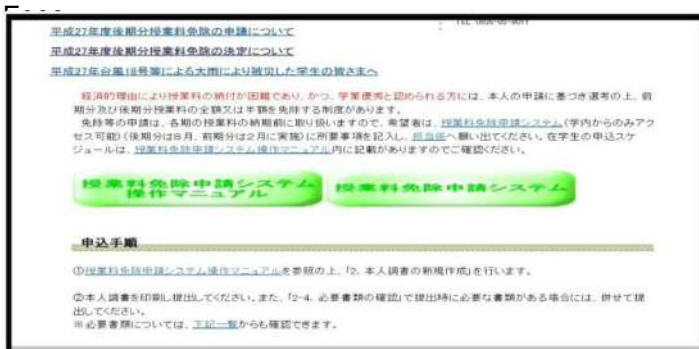 平成27年度後期分授業料免除の申請について
平成27年度後期分授業料免除の決定について
平成27年台風18号等による大雨により被災した学生の皆さまへ
経済的理由により授業料の納付が困難であり、かつ、学業優秀と認められる方には、本人の申請に基づき選考の上、前
期分及び後期分授業料の全額又は半額を免除する制度があります。
免除等の申請は、各期の授業料の納期前に取り扱いますので、希望者は、授業料免除申請システム(学内からのみアク
セス可能)(後期分は8月、前期分は2月に実施)に所要事項を記入し、担当係へ願い出てください。在学生の申込スケ
ジュールは、授業料免除申請システム操作マニュアル内に記載がありますのでご確認ください。
授業料免除申請システム
操作マニュアル
授業料免除申請システム
申込手順
①授業料免除申請システム操作マニュアルを参照の上、「2. 本人調書の新規作成」を行います。
②本人調書を印刷し提出してください。また、「2-4. 必要書類の確認」で提出時に必要な書類がある場合には、併せて提
出してください。
※必要書類については、下記一覧からも確認できます。